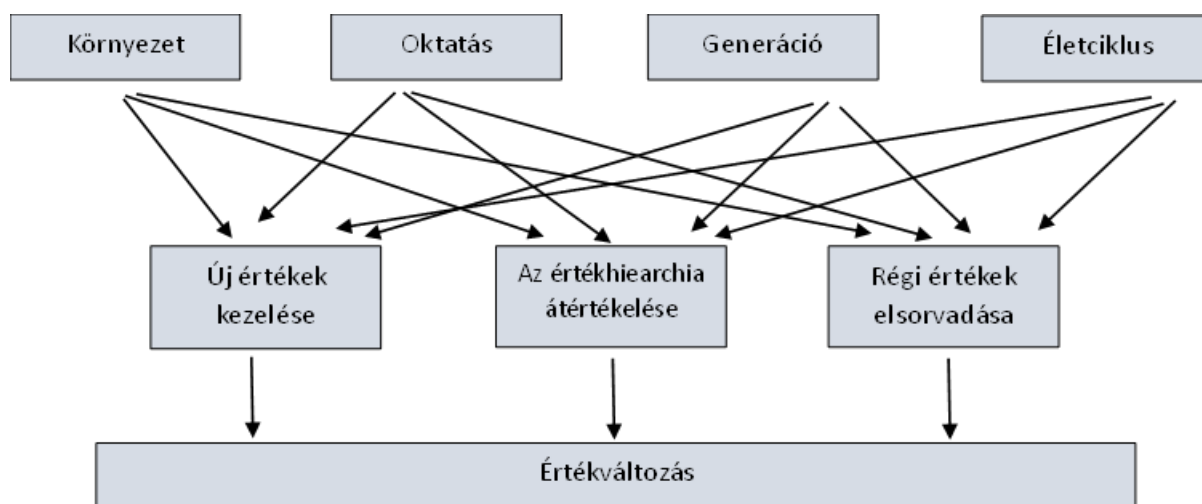 Környezet
Oktatás
Generáció
Életciklus
Új értékek
kezelése
Az értékhiearchia
átértékelése
Régi értékek
elsorvadása
Értékváltozás